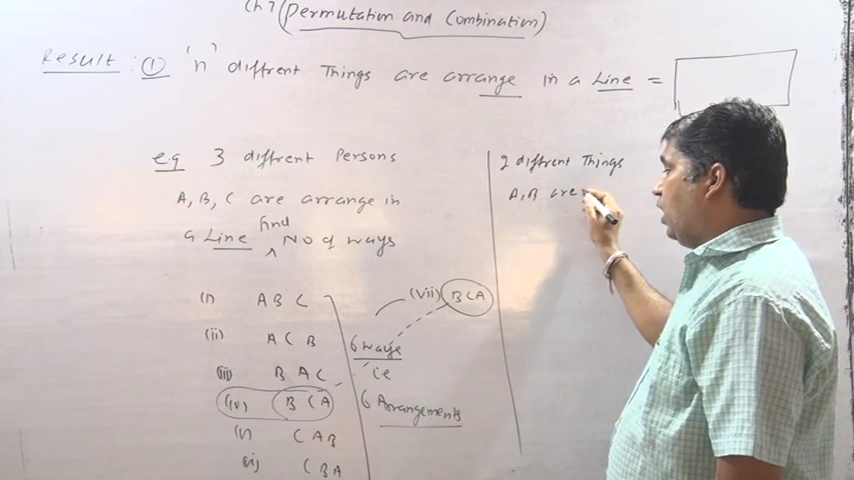 Ch 7 (Permutation and Combination)
Result : ① 'n' diffrent Things are arrange in a Line =
eg 3 diffrent Persons
A, B, C are arrange in
a Line find No of ways
(i) A B C
(ii) A C B
(iii) B A C
(iv) B C A
(v) C A B
(vi) C B A
(vii) B C A
6 ways
i.e
6 Arrangements
2 diffrent Things
A, B are